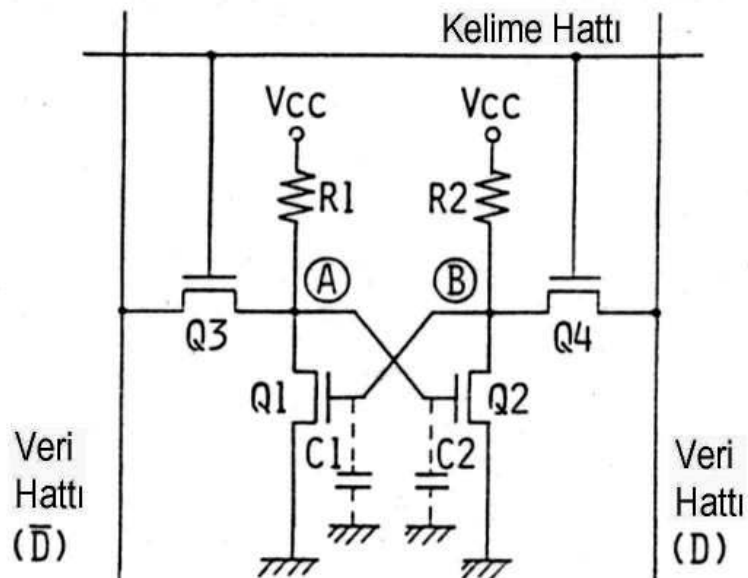 Kelime Hattı
Vcc Vcc
R1 R2
A B
Q3 Q4
Q1 Q2
C1 C2
Veri
Hattı
(D̅)
Veri
Hattı
(D)